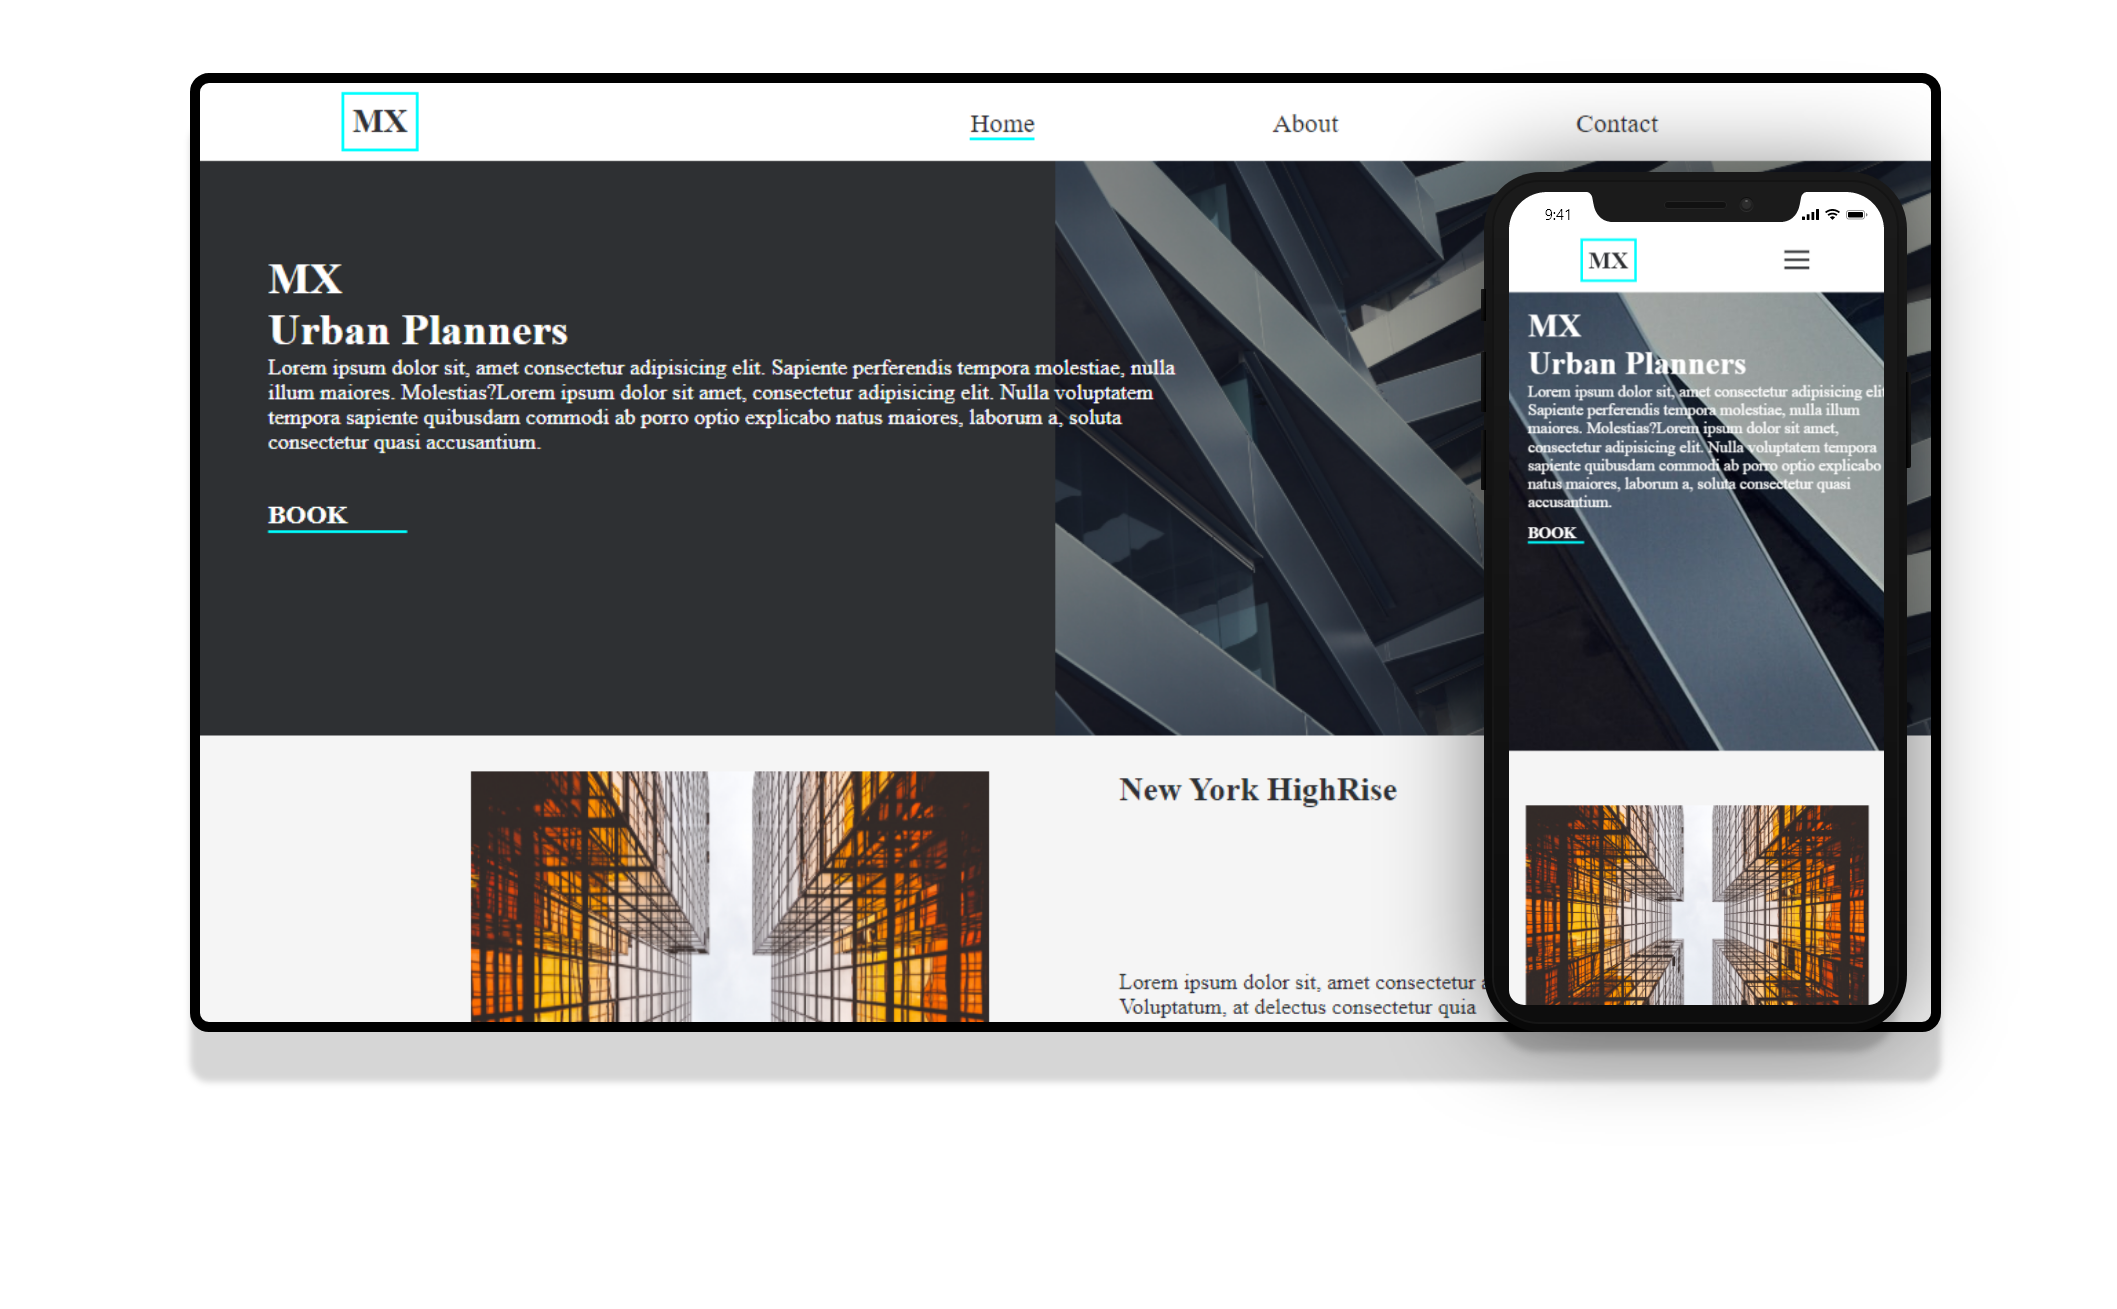 MX
Home
About
Contact
MX
Urban Planners
Lorem ipsum dolor sit, amet consectetur adipisicing elit. Sapiente perferendis tempora molestiae, nulla
illum maiores. Molestias?Lorem ipsum dolor sit amet, consectetur adipisicing elit. Nulla voluptatem
tempora sapiente quibusdam commodi ab porro optio explicabo natus maiores, laborum a, soluta
consectetur quasi accusantium.
BOOK
New York HighRise
Lorem ipsum dolor sit, amet consectetur
Voluptatum, at delectus consectetur quia
9:41
MX
MX
Urban Planners
Lorem ipsum dolor sit, amet consectetur adipisicing elit
Sapiente perferendis tempora molestiae, nulla illum
maiores. Molestias?Lorem ipsum dolor sit amet,
consectetur adipisicing elit. Nulla voluptatem tempora
sapiente quibusdam commodi ab porro optio explicabo
natus maiores, laborum a, soluta consectetur quasi
accusantium.
BOOK